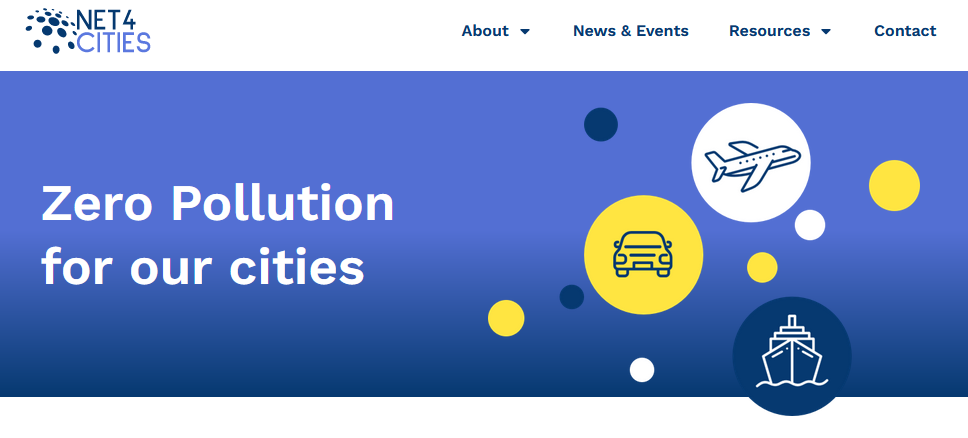 NET4
CITIES
About
News & Events
Resources
Contact
Zero Pollution
for our cities